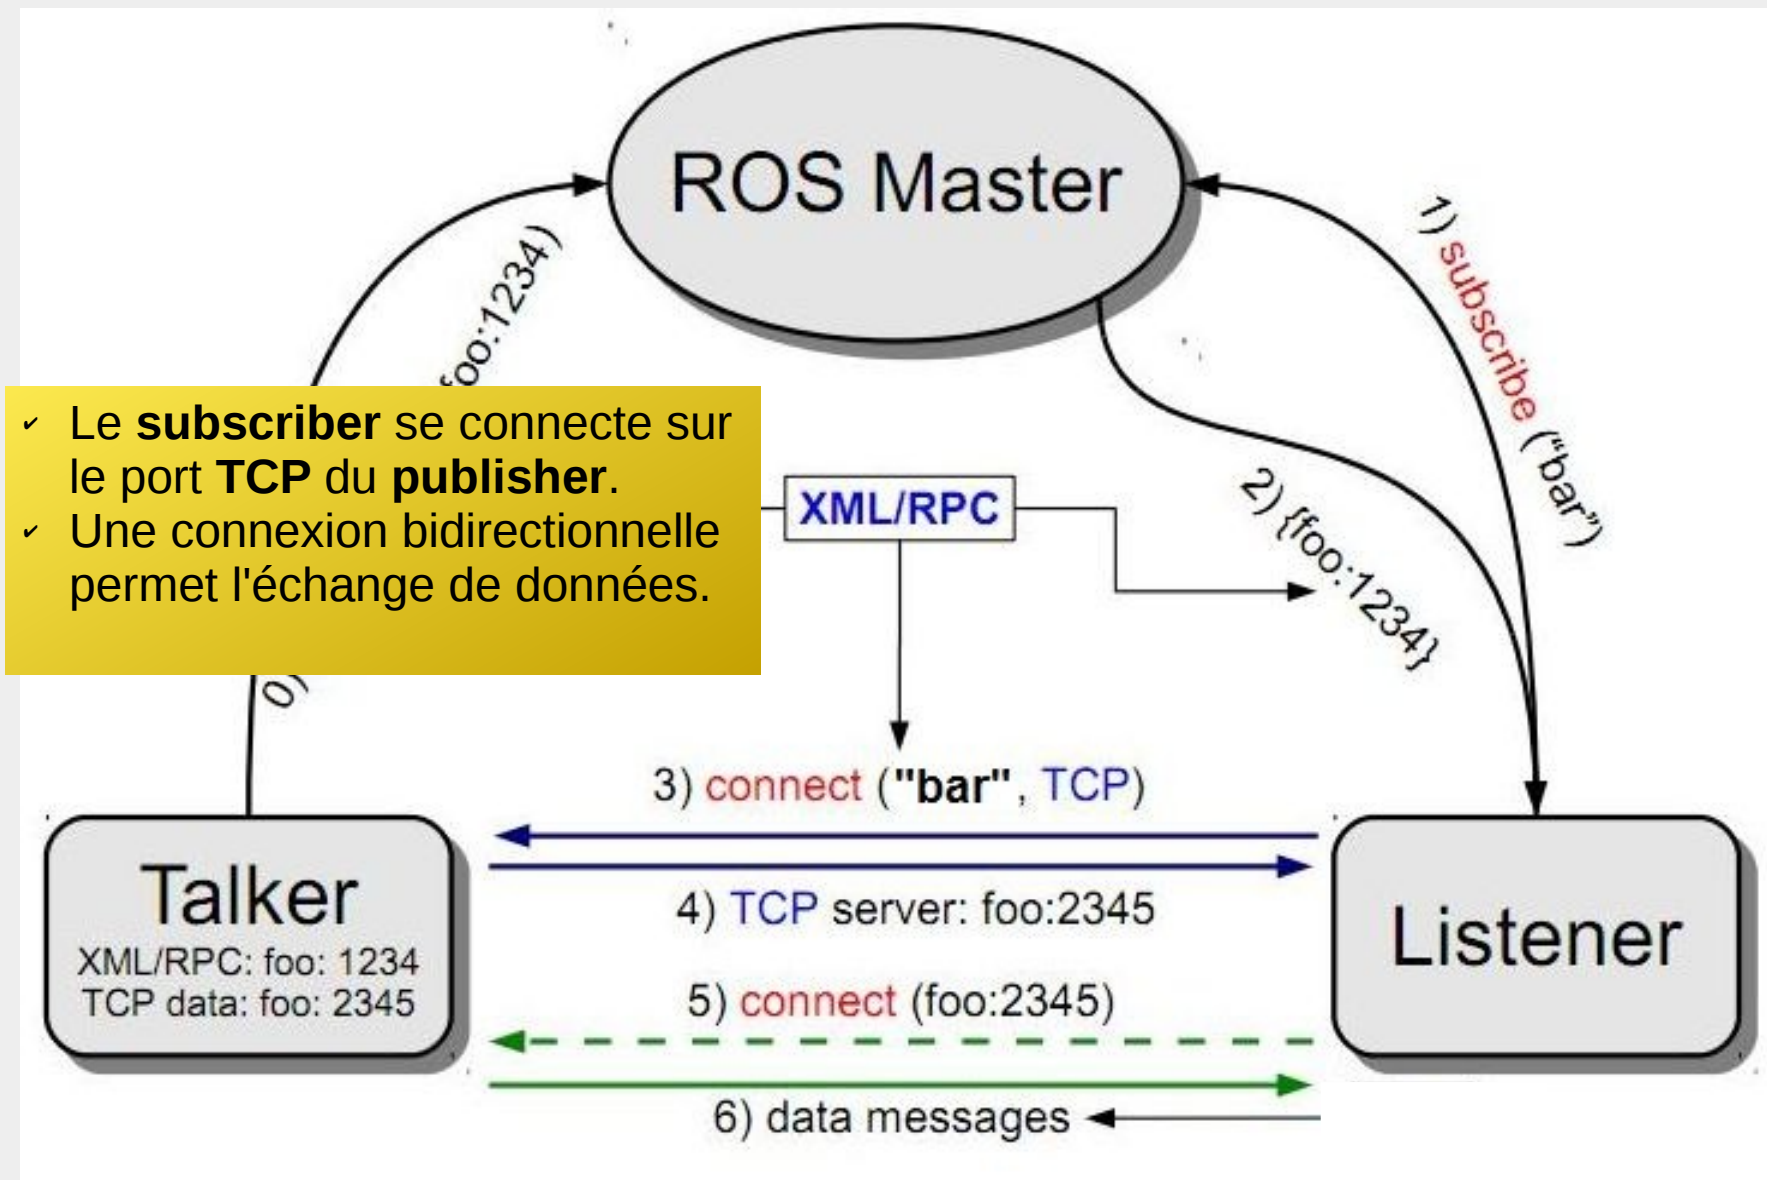 ROS Master
foo:1234)
1) subscribe ("bar")
✔ Le subscriber se connecte sur
le port TCP du publisher.
✔ Une connexion bidirectionnelle
permet l'échange de données.
XML/RPC
2) {foo:1234}
0)
3) connect ("bar", TCP)
4) TCP server: foo:2345
5) connect (foo:2345)
6) data messages
Talker
XML/RPC: foo: 1234
TCP data: foo: 2345
Listener